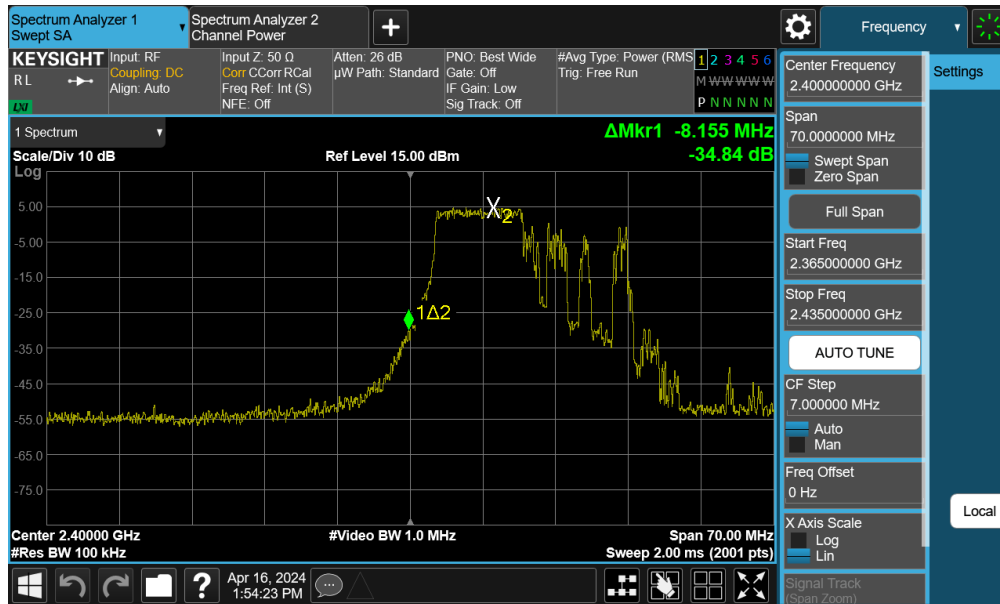 Spectrum Analyzer 1
Swept SA
Spectrum Analyzer 2
Channel Power
Frequency
KEYSIGHT
R L
LXI
Input: RF
Coupling: DC
Align: Auto
Input Z: 50 Ω
Corr CCorr RCal
Freq Ref: Int (S)
NFE: Off
Atten: 26 dB
µW Path: Standard
PNO: Best Wide
Gate: Off
IF Gain: Low
Sig Track: Off
#Avg Type: Power (RMS
Trig: Free Run
1 2 3 4 5 6
M W W W W W
P N N N N N
1 Spectrum
Scale/Div 10 dB
Log
Ref Level 15.00 dBm
ΔMkr1 -8.155 MHz
-34.84 dB
5.00
-5.00
-15.0
-25.0
-35.0
-45.0
-55.0
-65.0
-75.0
X2
1Δ2
Center 2.40000 GHz
#Res BW 100 kHz
#Video BW 1.0 MHz
Span 70.00 MHz
Sweep 2.00 ms (2001 pts)
Apr 16, 2024
1:54:23 PM
Center Frequency
2.400000000 GHz
Span
70.0000000 MHz
Swept Span
Zero Span
Full Span
Start Freq
2.365000000 GHz
Stop Freq
2.435000000 GHz
AUTO TUNE
CF Step
7.000000 MHz
Auto
Man
Freq Offset
0 Hz
X Axis Scale
Log
Lin
Signal Track
(Span Zoom)
Settings
Local